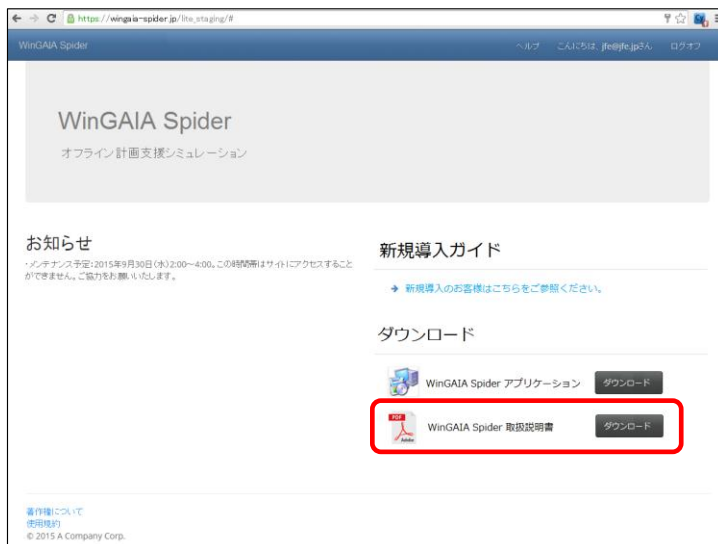 https://wingaia-spider.jp/lite_staging/#
WinGAIA Spider
ヘルプ こんにちは、jfe@jfe.jpさん ログオフ
WinGAIA Spider
オフライン計画支援シミュレーション
お知らせ
・メンテナンス予定：2015年9月30日（水）2:00～4:00。この時間帯はサイトにアクセスすること
ができません。ご協力をお願いいたします。
新規導入ガイド
新規導入のお客様はこちらをご参照ください。
ダウンロード
WinGAIA Spider アプリケーション ダウンロード
PDF
Adobe
WinGAIA Spider 取扱説明書 ダウンロード
著作権について
使用規約
© 2015 A Company Corp.